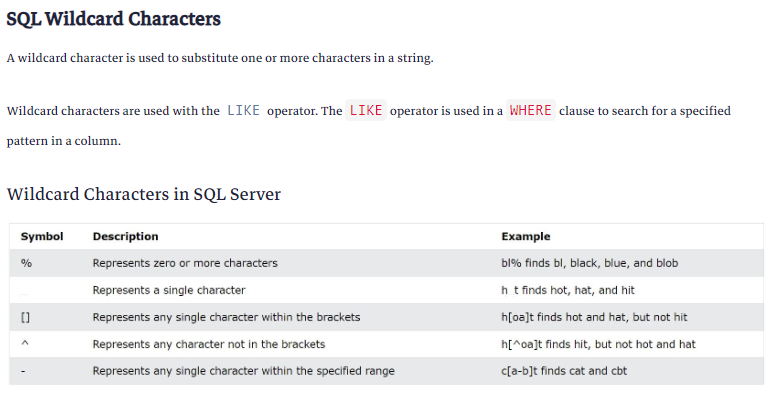 SQL Wildcard Characters
A wildcard character is used to substitute one or more characters in a string.
Wildcard characters are used with the LIKE operator. The LIKE operator is used in a WHERE clause to search for a specified
pattern in a column.
Wildcard Characters in SQL Server
Symbol Description Example
% Represents zero or more characters bl% finds bl, black, blue, and blob
Represents a single character h t finds hot, hat, and hit
[] Represents any single character within the brackets h[oa]t finds hot and hat, but not hit
^ Represents any character not in the brackets h[^oa]t finds hit, but not hot and hat
- Represents any single character within the specified range c[a-b]t finds cat and cbt